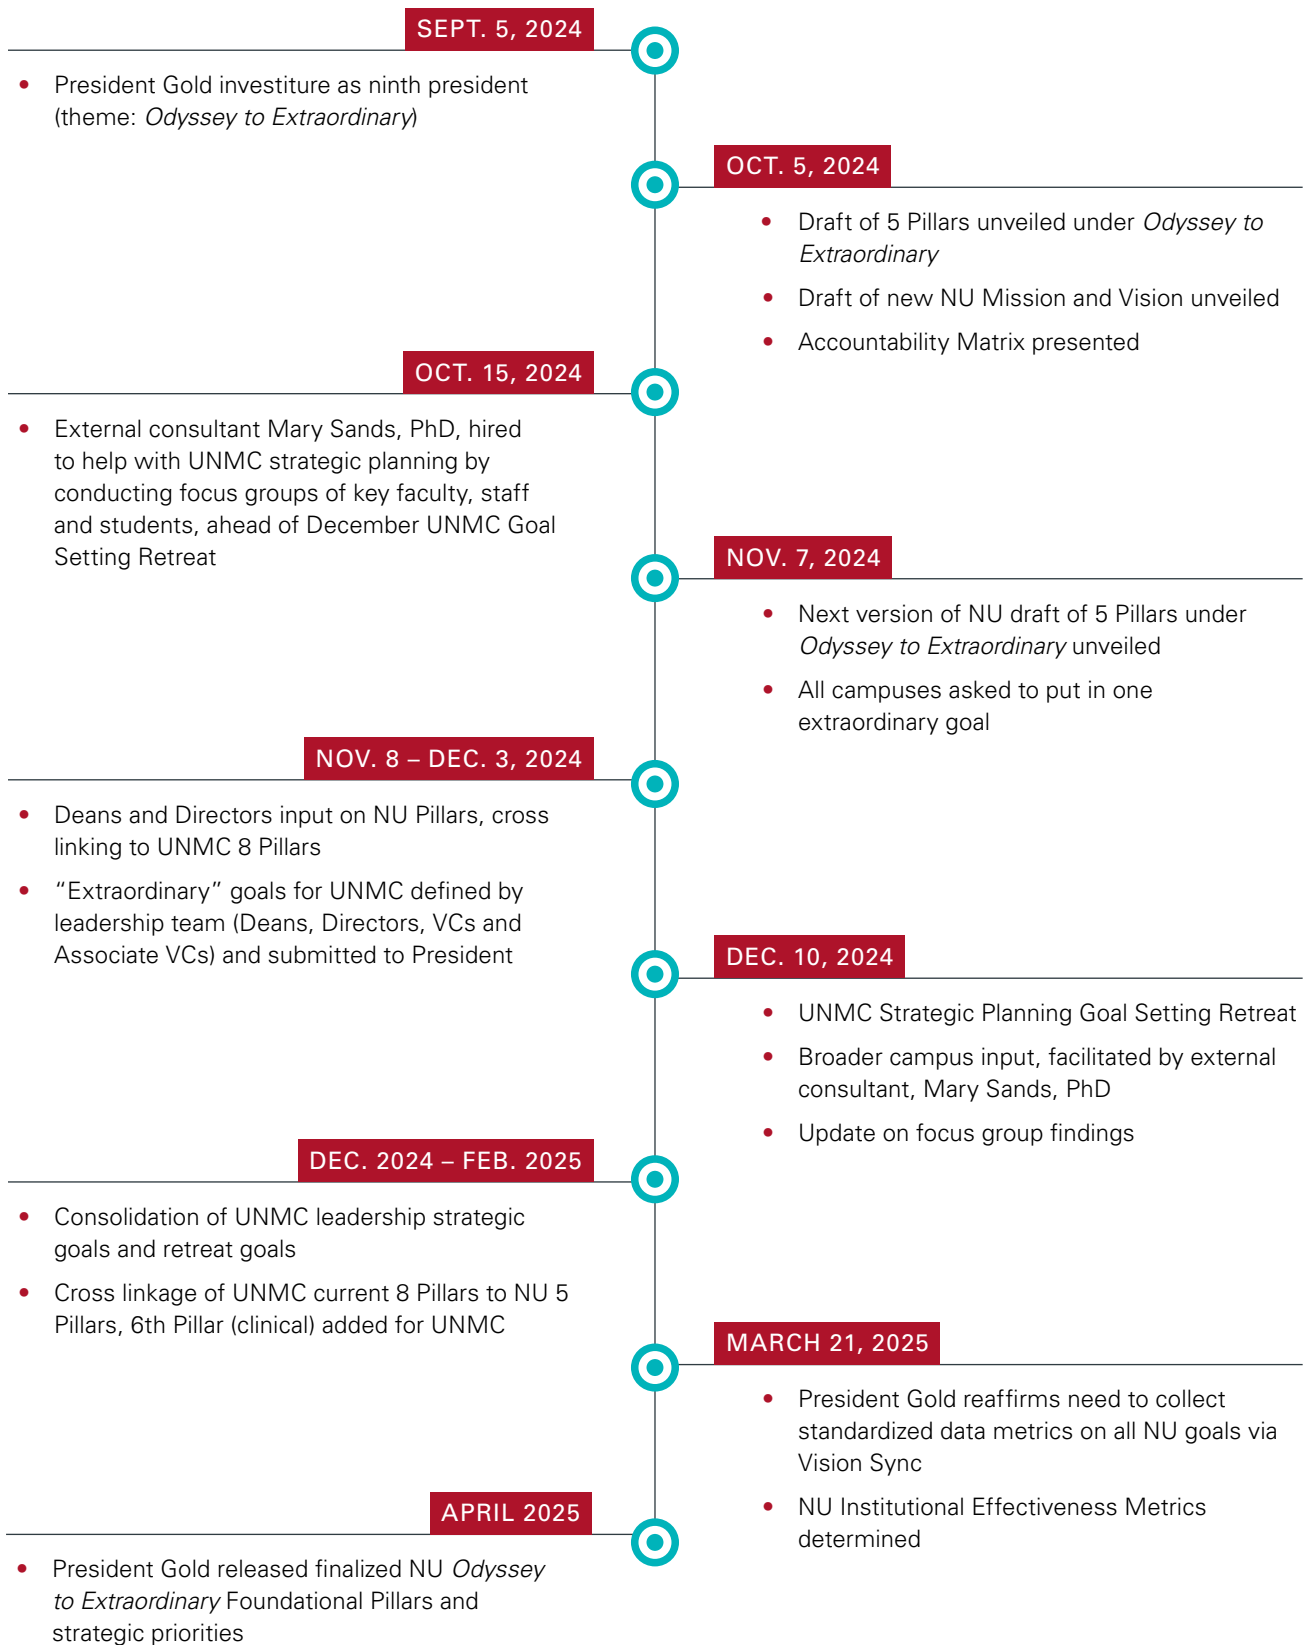 SEPT. 5, 2024
• President Gold investiture as ninth president
(theme: Odyssey to Extraordinary)
OCT. 5, 2024
• Draft of 5 Pillars unveiled under Odyssey to
Extraordinary
• Draft of new NU Mission and Vision unveiled
• Accountability Matrix presented
OCT. 15, 2024
• External consultant Mary Sands, PhD, hired
to help with UNMC strategic planning by
conducting focus groups of key faculty, staff
and students, ahead of December UNMC Goal
Setting Retreat
NOV. 7, 2024
• Next version of NU draft of 5 Pillars under
Odyssey to Extraordinary unveiled
• All campuses asked to put in one
extraordinary goal
NOV. 8 – DEC. 3, 2024
• Deans and Directors input on NU Pillars, cross
linking to UNMC 8 Pillars
• “Extraordinary” goals for UNMC defined by
leadership team (Deans, Directors, VCs and
Associate VCs) and submitted to President
DEC. 10, 2024
• UNMC Strategic Planning Goal Setting Retreat
• Broader campus input, facilitated by external
consultant, Mary Sands, PhD
• Update on focus group findings
DEC. 2024 – FEB. 2025
• Consolidation of UNMC leadership strategic
goals and retreat goals
• Cross linkage of UNMC current 8 Pillars to NU 5
Pillars, 6th Pillar (clinical) added for UNMC
MARCH 21, 2025
• President Gold reaffirms need to collect
standardized data metrics on all NU goals via
Vision Sync
• NU Institutional Effectiveness Metrics
determined
APRIL 2025
• President Gold released finalized NU Odyssey
to Extraordinary Foundational Pillars and
strategic priorities